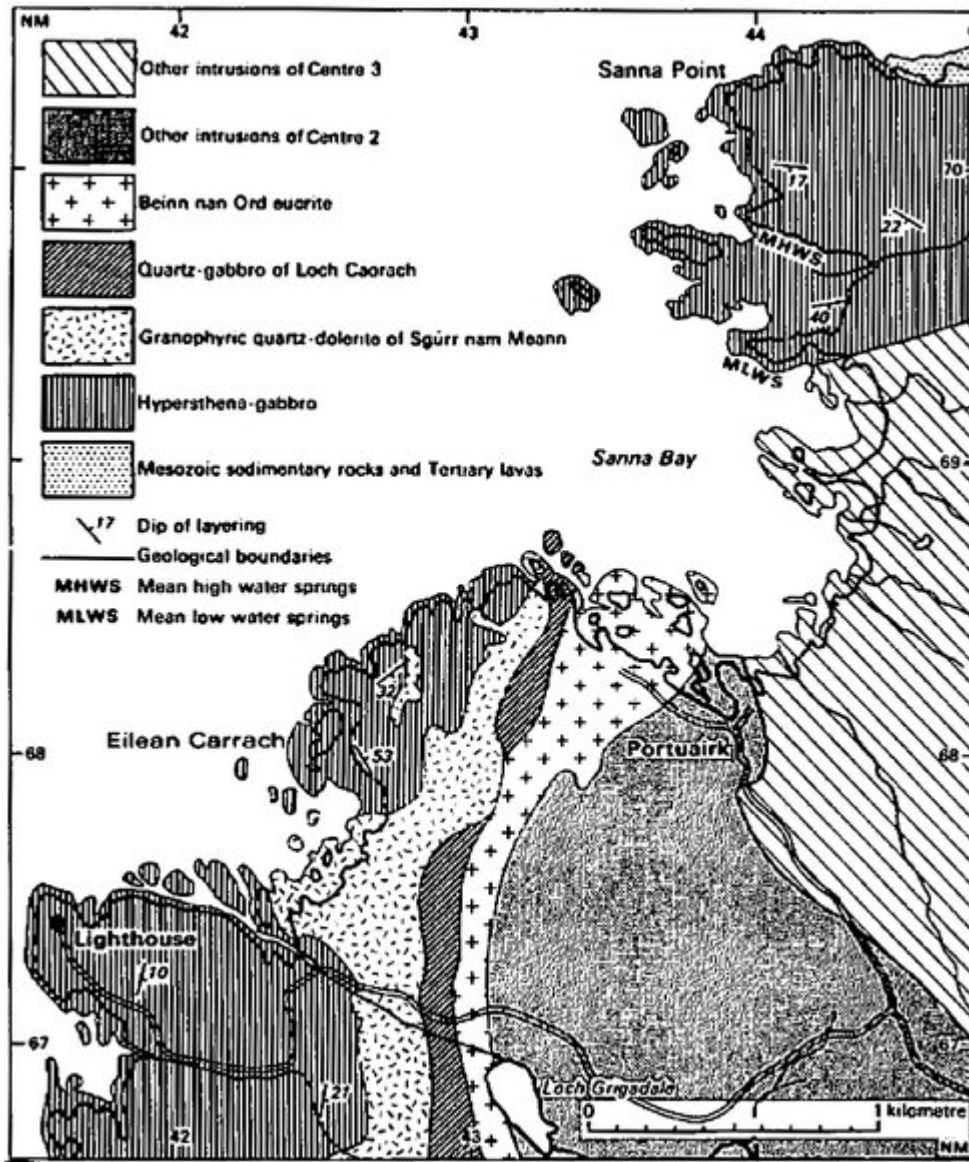 NM
42
43
44
Other intrusions of Centre 3
Other intrusions of Centre 2
Beinn nan Ord eucrite
Quartz-gabbro of Loch Caorach
Granophyric quartz-dolerite of Sgùrr nam Meann
Hypersthene-gabbro
Mesozoic sedimentary rocks and Tertiary lavas
17 Dip of layering
Geological boundaries
MHWS Mean high water springs
MLWS Mean low water springs
Sanna Point
17
70
22
MHWS
40
MLWS
Sanna Bay
69
32
Eilean Carrach
53
68
Portuairk
68
Lighthouse
10
67
67
Loch Grigadale
27
0
1 kilometre
42
43
NM